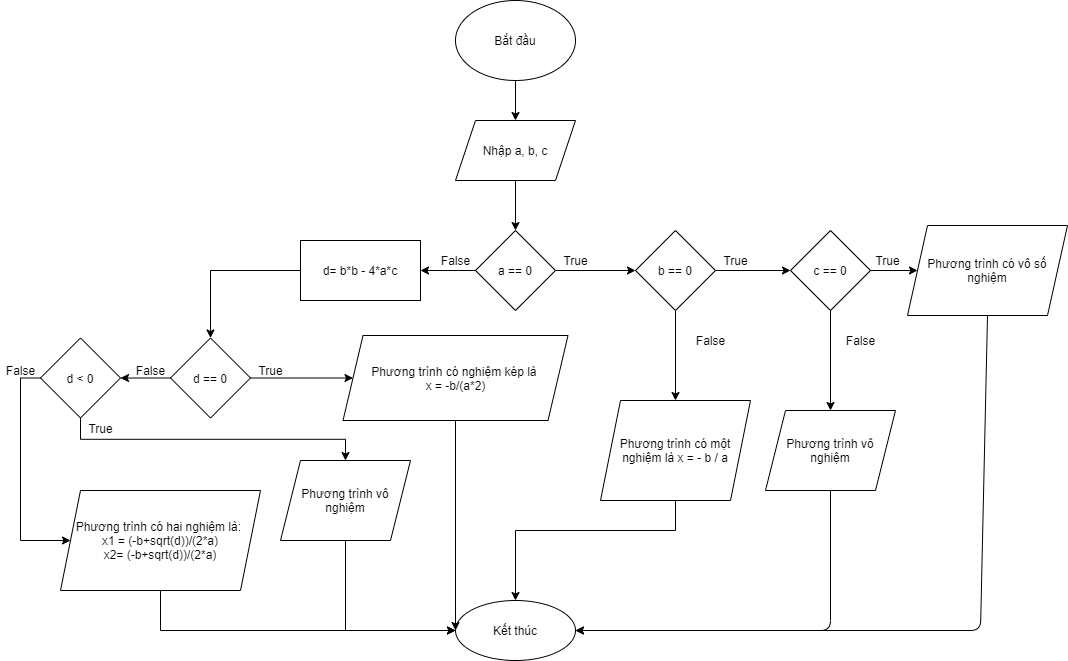 Bắt đầu
Nhập a, b, c
d= b*b - 4*a*c
False
a == 0
True
b == 0
True
c == 0
True
Phương trình có vô số
nghiệm
False
False
False
d < 0
False
d == 0
True
Phương trình có nghiệm kép là
x = -b/(a*2)
True
Phương trình có một
nghiệm là x = - b / a
Phương trình vô
nghiệm
Phương trình vô
nghiệm
Phương trình có hai nghiệm là:
x1 = (-b+sqrt(d))/(2*a)
x2= (-b+sqrt(d))/(2*a)
Kết thúc